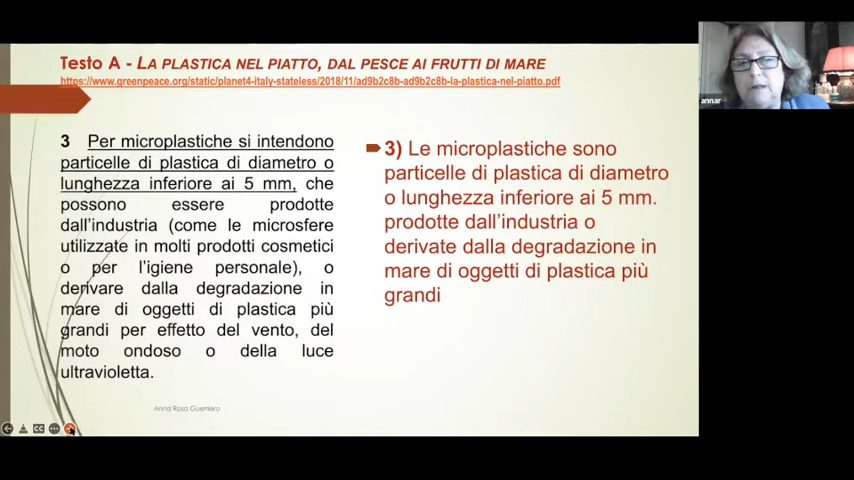 Testo A - LA PLASTICA NEL PIATTO, DAL PESCE AI FRUTTI DI MARE
https://www.greenpeace.org/static/planet4-italy-stateless/2018/11/ad9b2c8b-ad9b2c8b-la-plastica-nel-piatto.pdf
3 Per microplastiche si intendono
particelle di plastica di diametro o
lunghezza inferiore ai 5 mm, che
possono essere prodotte
dall'industria (come le microsfere
utilizzate in molti prodotti cosmetici
o per l'igiene personale), o
derivare dalla degradazione in
mare di oggetti di plastica più
grandi per effetto del vento, del
moto ondoso o della luce
ultravioletta.
3) Le microplastiche sono
particelle di plastica di diametro
o lunghezza inferiore ai 5 mm.
prodotte dall'industria o
derivate dalla degradazione in
mare di oggetti di plastica più
grandi
Anna Rosa Guerriero
CC
annar